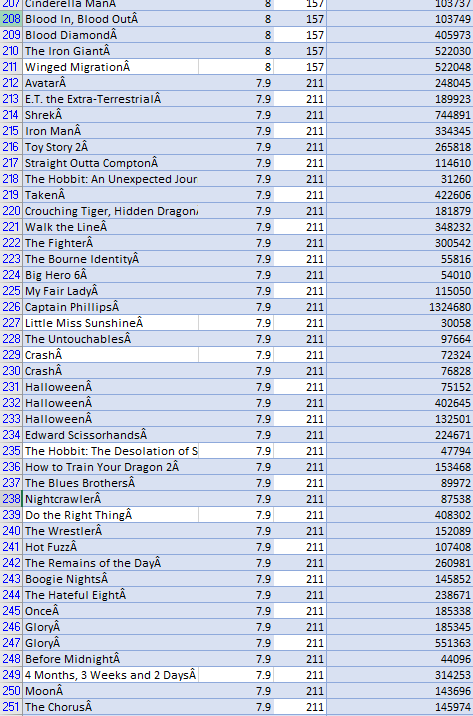 207 Cinderella ManÂ 8 157 103737
208 Blood In, Blood OutÂ 8 157 103749
209 Blood DiamondÂ 8 157 405973
210 The Iron GiantÂ 8 157 522030
211 Winged MigrationÂ 8 157 522048
212 AvatarÂ 7.9 211 248045
213 E.T. the Extra-TerrestrialÂ 7.9 211 189923
214 ShrekÂ 7.9 211 744891
215 Iron ManÂ 7.9 211 334345
216 Toy Story 2Â 7.9 211 265818
217 Straight Outta ComptonÂ 7.9 211 114610
218 The Hobbit: An Unexpected Jour 7.9 211 31260
219 TakenÂ 7.9 211 422606
220 Crouching Tiger, Hidden Dragon 7.9 211 181879
221 Walk the LineÂ 7.9 211 348232
222 The FighterÂ 7.9 211 300542
223 The Bourne IdentityÂ 7.9 211 55816
224 Big Hero 6Â 7.9 211 54010
225 My Fair LadyÂ 7.9 211 115050
226 Captain PhillipsÂ 7.9 211 1324680
227 Little Miss SunshineÂ 7.9 211 30058
228 The UntouchablesÂ 7.9 211 97664
229 CrashÂ 7.9 211 72324
230 CrashÂ 7.9 211 76828
231 HalloweenÂ 7.9 211 75152
232 HalloweenÂ 7.9 211 402645
233 HalloweenÂ 7.9 211 132501
234 Edward ScissorhandsÂ 7.9 211 224671
235 The Hobbit: The Desolation of S 7.9 211 47794
236 How to Train Your Dragon 2Â 7.9 211 153468
237 The Blues BrothersÂ 7.9 211 89972
238 NightcrawlerÂ 7.9 211 87538
239 Do the Right ThingÂ 7.9 211 408302
240 The WrestlerÂ 7.9 211 152089
241 Hot FuzzÂ 7.9 211 107408
242 The Remains of the DayÂ 7.9 211 260981
243 Boogie NightsÂ 7.9 211 145852
244 The Hateful EightÂ 7.9 211 238671
245 OnceÂ 7.9 211 185338
246 GloryÂ 7.9 211 185345
247 GloryÂ 7.9 211 551363
248 Before MidnightÂ 7.9 211 44096
249 4 Months, 3 Weeks and 2 DaysÂ 7.9 211 314253
250 MoonÂ 7.9 211 143696
251 The ChorusÂ 7.9 211 145974